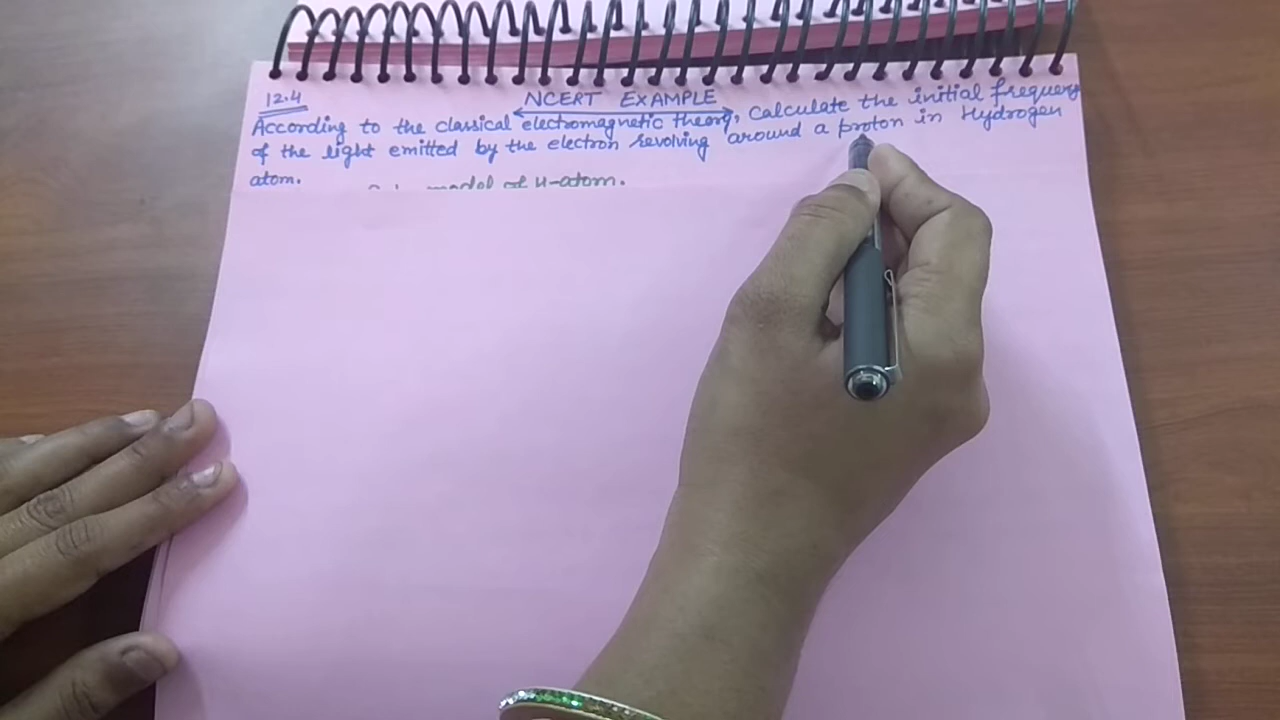 12.4
NCERT EXAMPLE
According to the classical electromagnetic theory, Calculate the initial frequency
of the light emitted by the electron revolving around a proton in Hydrogen
atom.
model of H-atom.